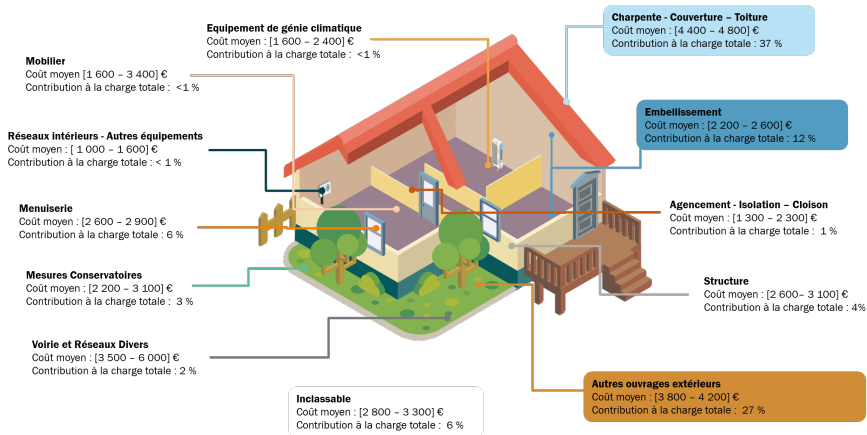 Equipement de génie climatique
Coût moyen : [1 600 – 2 400] €
Contribution à la charge totale : <1 %
Charpente - Couverture – Toiture
Coût moyen : [4 400 – 4 800] €
Contribution à la charge totale : 37 %
Mobilier
Coût moyen [1 600 – 3 400] €
Contribution à la charge totale : <1 %
Embellissement
Coût moyen : [2 200 – 2 600] €
Contribution à la charge totale : 12 %
Réseaux intérieurs - Autres équipements
Coût moyen : [ 1 000 – 1 600] €
Contribution à la charge totale : < 1 %
Menuiserie
Coût moyen : [2 600 – 2 900] €
Contribution à la charge totale : 6 %
Agencement - Isolation – Cloison
Coût moyen : [1 300 – 2 300] €
Contribution à la charge totale : 1 %
Mesures Conservatoires
Coût moyen : [2 200 – 3 100] €
Contribution à la charge totale : 3 %
Structure
Coût moyen : [2 600– 3 100] €
Contribution à la charge totale : 4%
Voirie et Réseaux Divers
Coût moyen : [3 500 – 6 000] €
Contribution à la charge totale : 2 %
Inclassable
Coût moyen : [2 800 – 3 300] €
Contribution à la charge totale : 6 %
Autres ouvrages extérieurs
Coût moyen : [3 800 – 4 200] €
Contribution à la charge totale : 27 %